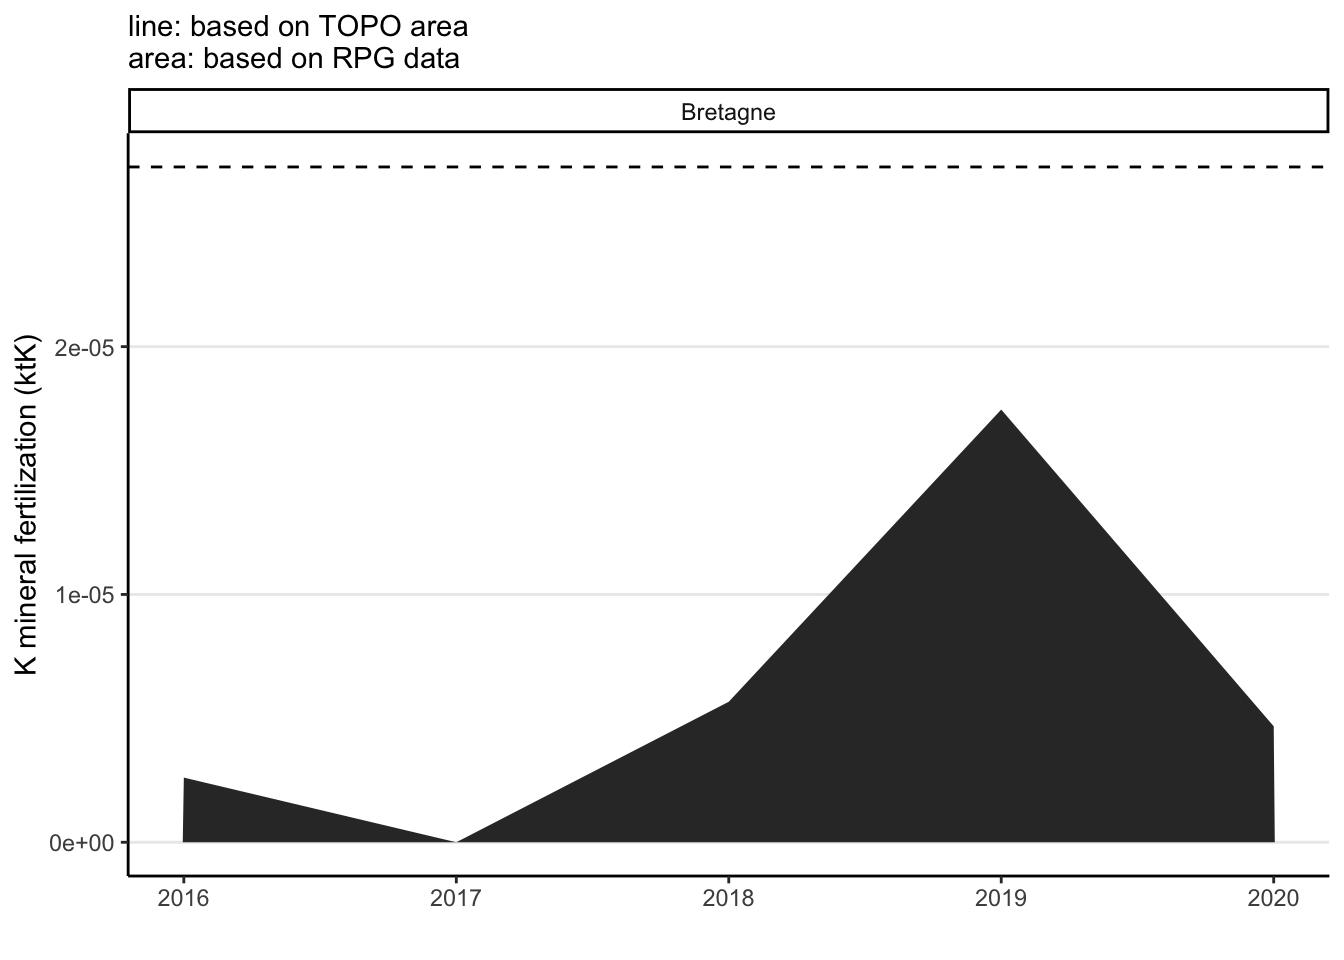 line: based on TOPO area
area: based on RPG data
Bretagne
K mineral fertilization (ktK)
2e-05
1e-05
0e+00
2016 2017 2018 2019 2020